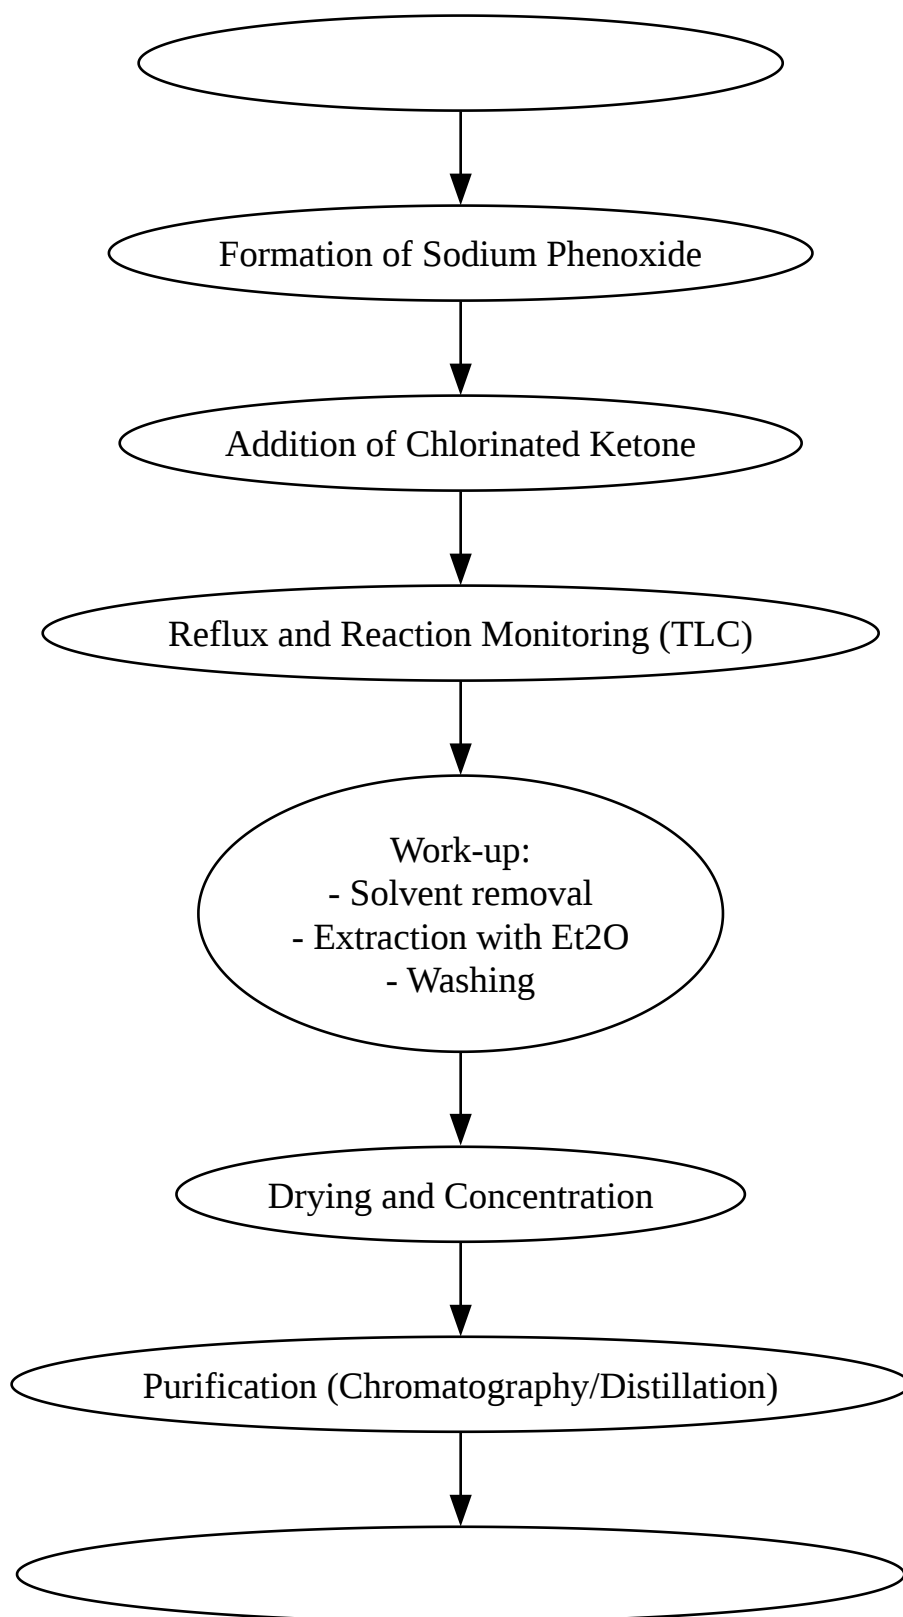 Formation of Sodium Phenoxide
Addition of Chlorinated Ketone
Reflux and Reaction Monitoring (TLC)
Work-up:
- Solvent removal
- Extraction with Et2O
- Washing
Drying and Concentration
Purification (Chromatography/Distillation)